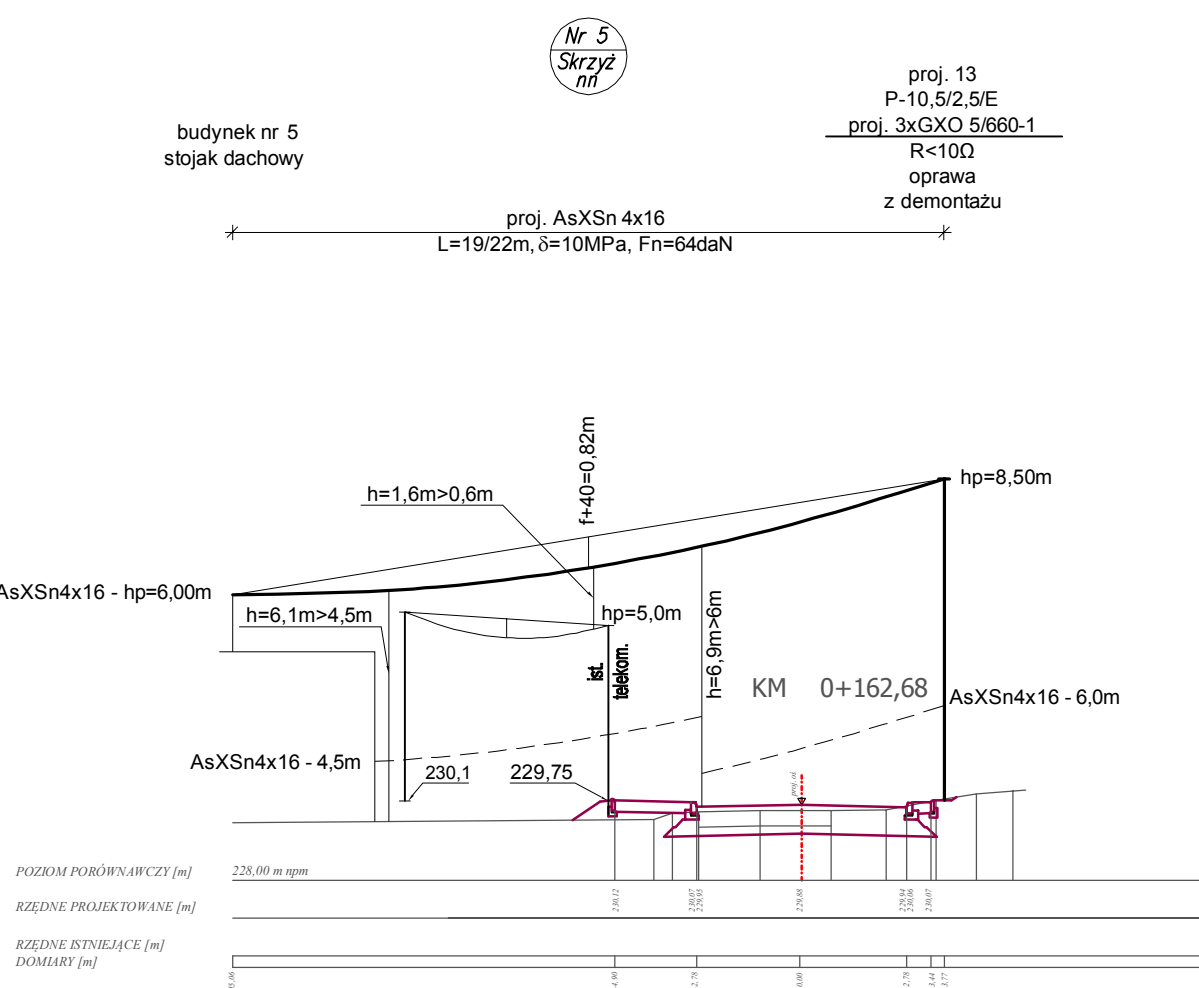 Nr 5
Skrzyż
nn
budynek nr 5
stojak dachowy
proj. 13
P-10,5/2,5/E
proj. 3xGXO 5/660-1
R<10Ω
oprawa
z demontażu
proj. AsXSn 4x16
L=19/22m, δ=10MPa, Fn=64daN
f+40=0,82m
h=1,6m>0,6m
hp=8,50m
AsXSn4x16 - hp=6,00m
h=6,1m>4,5m
hp=5,0m
ist.
telekom.
h=6,9m>6m
KM 0+162,68
AsXSn4x16 - 6,0m
AsXSn4x16 - 4,5m
230,1
229,75
proj. oś
POZIOM PORÓWNAWCZY [m]
228,00 m npm
RZĘDNE PROJEKTOWANE [m]
230,12
230,07
229,95
229,88
229,94
230,06
230,07
RZĘDNE ISTNIEJĄCE [m]
DOMIARY [m]
4,90
2,78
0,00
2,78
3,44
3,77